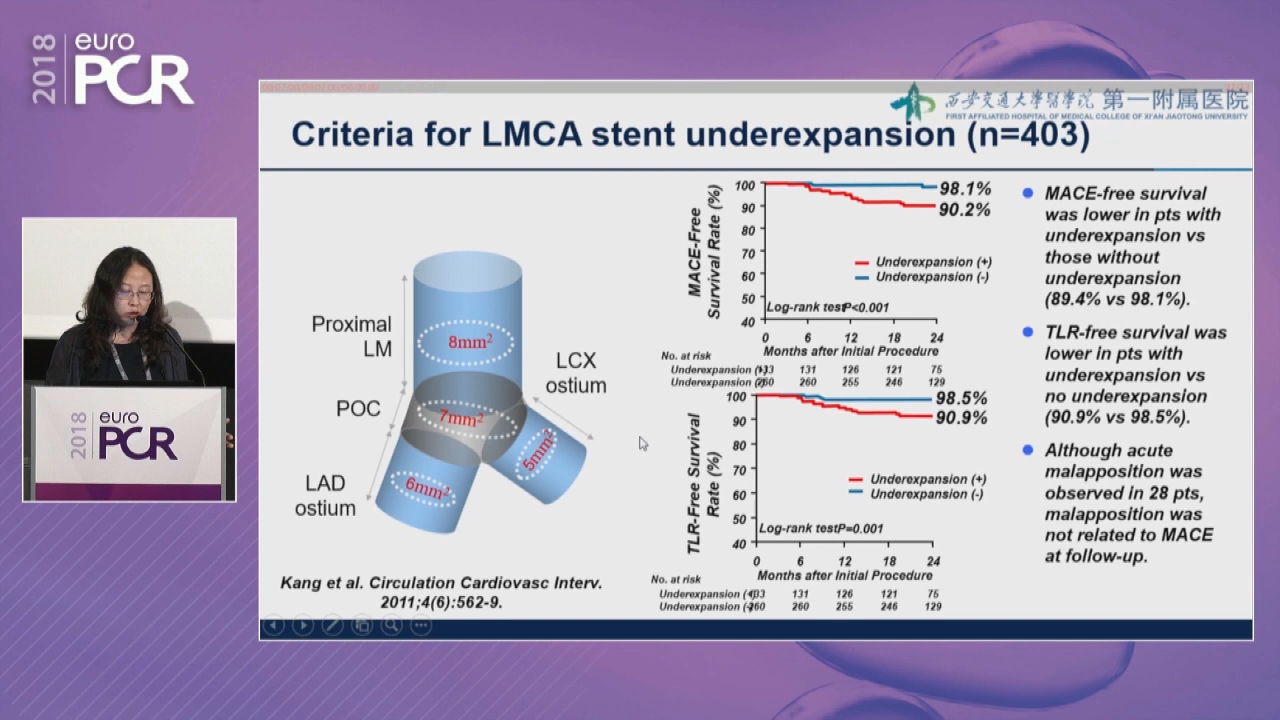 2018
euro
PCR
2018
euro
PCR
西安交通大学医学院 第一附属医院
FIRST AFFILIATED HOSPITAL OF MEDICAL COLLEGE OF XI'AN JIAOTONG UNIVERSITY
Criteria for LMCA stent underexpansion (n=403)
Proximal
LM
8mm²
LCX
ostium
POC
7mm²
5mm²
LAD
ostium
6mm²
Kang et al. Circulation Cardiovasc Interv.
2011;4(6):562-9.
MACE-Free
Survival Rate (%)
100
90
80
70
60
50
40
98.1%
90.2%
Underexpansion (+)
Underexpansion (-)
Log-rank test P<0.001
0 6 12 18 24
Months after Initial Procedure
No. at risk
Underexpansion (+) 133 131 126 121 75
Underexpansion 260 260 255 246 129
TLR-Free Survival
Rate (%)
100
90
80
70
60
50
40
98.5%
90.9%
Underexpansion (+)
Underexpansion (-)
Log-rank test P=0.001
0 6 12 18 24
Months after Initial Procedure
No. at risk
Underexpansion 131 126 121 75
Underexpansion 260 260 255 246 129
• MACE-free survival
was lower in pts with
underexpansion vs
those without
underexpansion
(89.4% vs 98.1%).
• TLR-free survival was
lower in pts with
underexpansion vs
no underexpansion
(90.9% vs 98.5%).
• Although acute
malapposition was
observed in 28 pts,
malapposition was
not related to MACE
at follow-up.